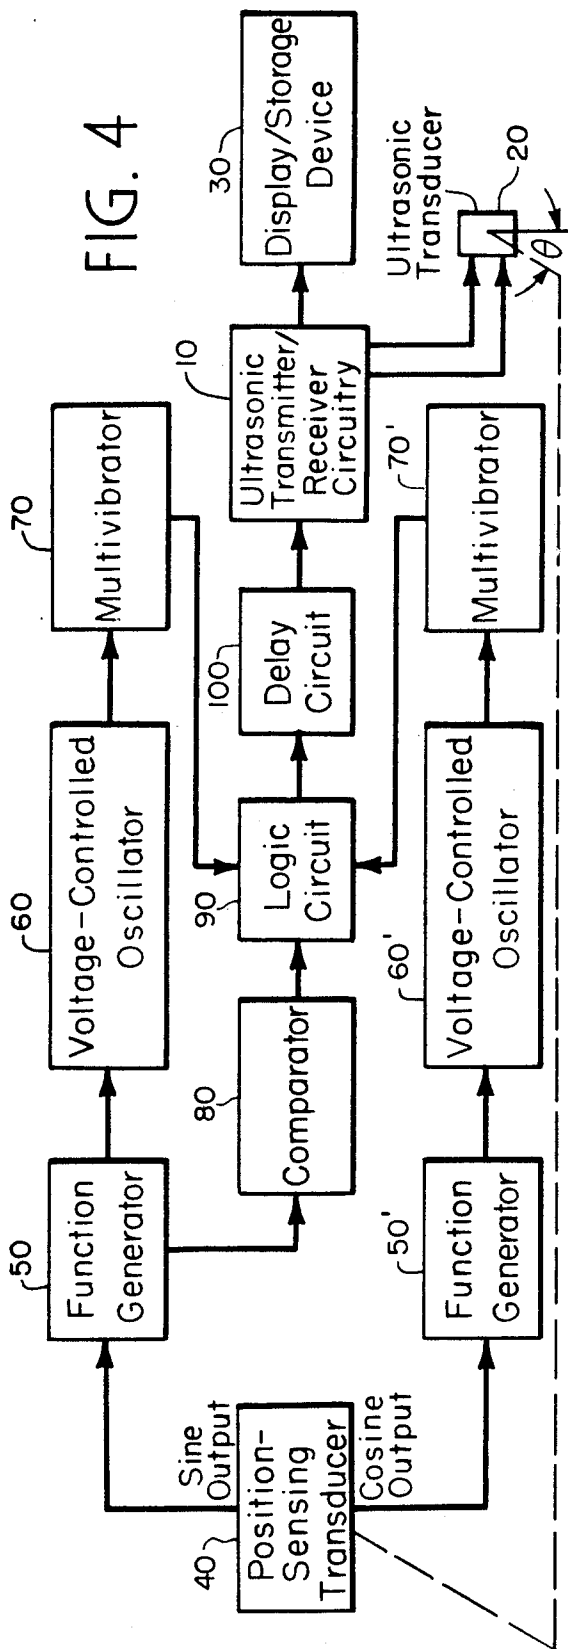 FIG. 4
50
Function
Generator
60
Voltage-Controlled
Oscillator
70
Multivibrator
Sine
Output
40
Position-
Sensing
Transducer
Cosine
Output
80
Comparator
90
Logic
Circuit
100
Delay
Circuit
10
Ultrasonic
Transmitter/
Receiver
Circuitry
30
Display/Storage
Device
Ultrasonic
Transducer
20
θ
50'
Function
Generator
60'
Voltage-Controlled
Oscillator
70'
Multivibrator